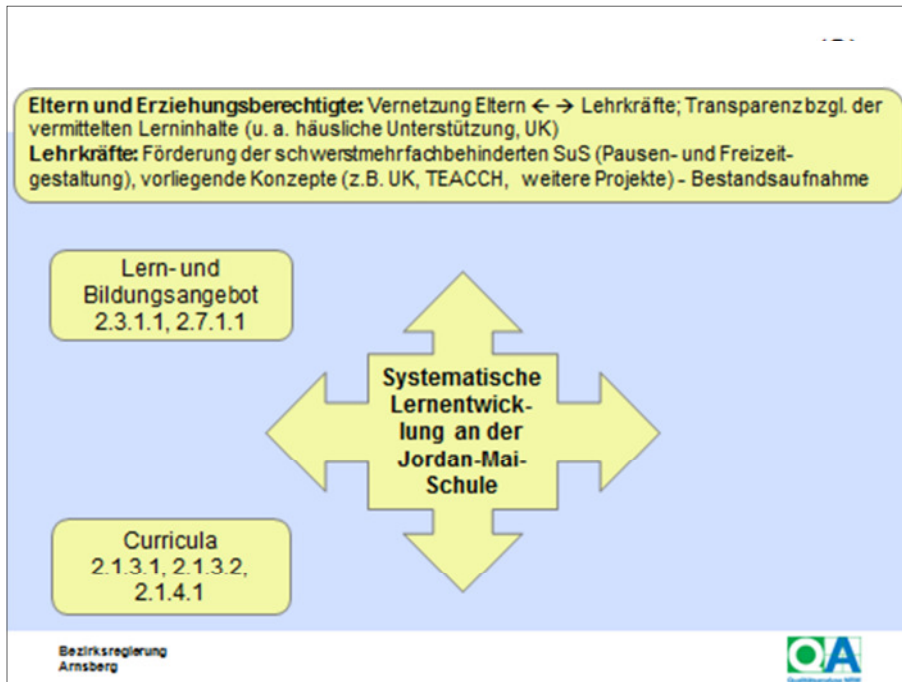 Eltern und Erziehungsberechtigte: Vernetzung Eltern ← → Lehrkräfte; Transparenz bzgl. der
vermittelten Lerninhalte (u. a. häusliche Unterstützung, UK)
Lehrkräfte: Förderung der schwerstmehrfachbehinderten SuS (Pausen- und Freizeit-
gestaltung), vorliegende Konzepte (z.B. UK, TEACCH, weitere Projekte) - Bestandsaufnahme
Lern- und
Bildungsangebot
2.3.1.1, 2.7.1.1
Systematische
Lernentwick-
lung an der
Jordan-Mai-
Schule
Curricula
2.1.3.1, 2.1.3.2,
2.1.4.1
Bezirksregierung
Arnsberg
QA
Qualitätsanalyse NRW